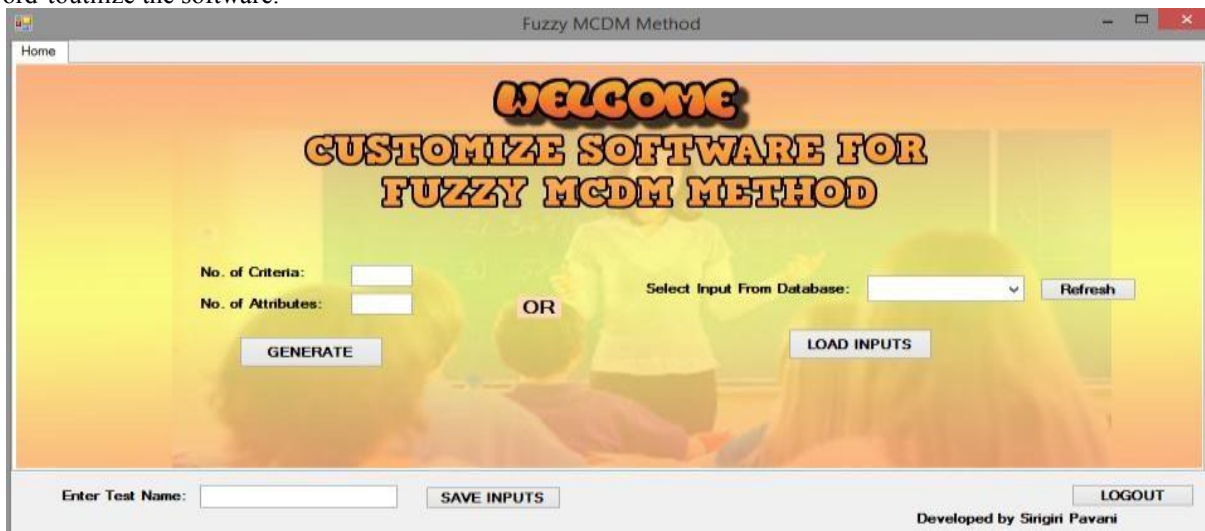 Fuzzy MCDM Method
Home
WELCOME
CUSTOMIZE SOFTWARE FOR
FUZZY MCDM METHOD
No. of Criteria:
No. of Attributes:
OR
Select Input From Database:
Refresh
GENERATE
LOAD INPUTS
Enter Test Name:
SAVE INPUTS
LOGOUT
Developed by Sirigiri Pavani